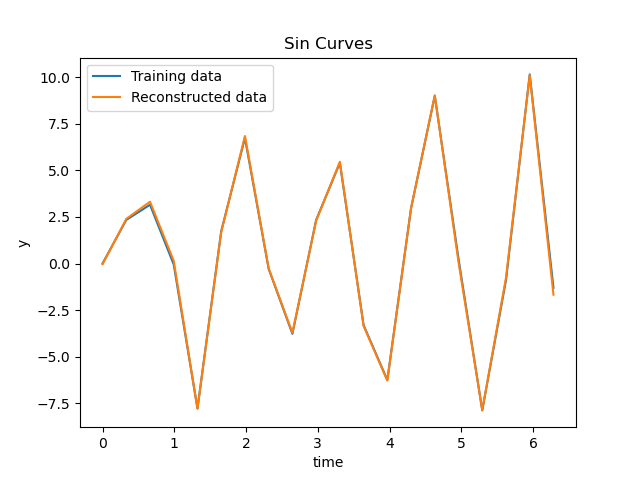 Sin Curves
Training data
Reconstructed data
10.0
7.5
5.0
2.5
0.0
−2.5
−5.0
−7.5
y
0 1 2 3 4 5 6
time